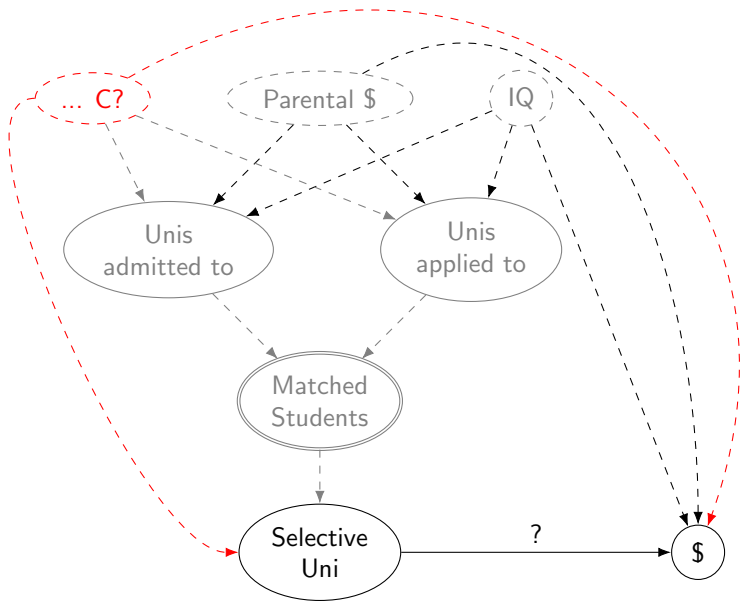 ... C?
Parental $
IQ
Unis
admitted to
Unis
applied to
Matched
Students
Selective
Uni
?
$